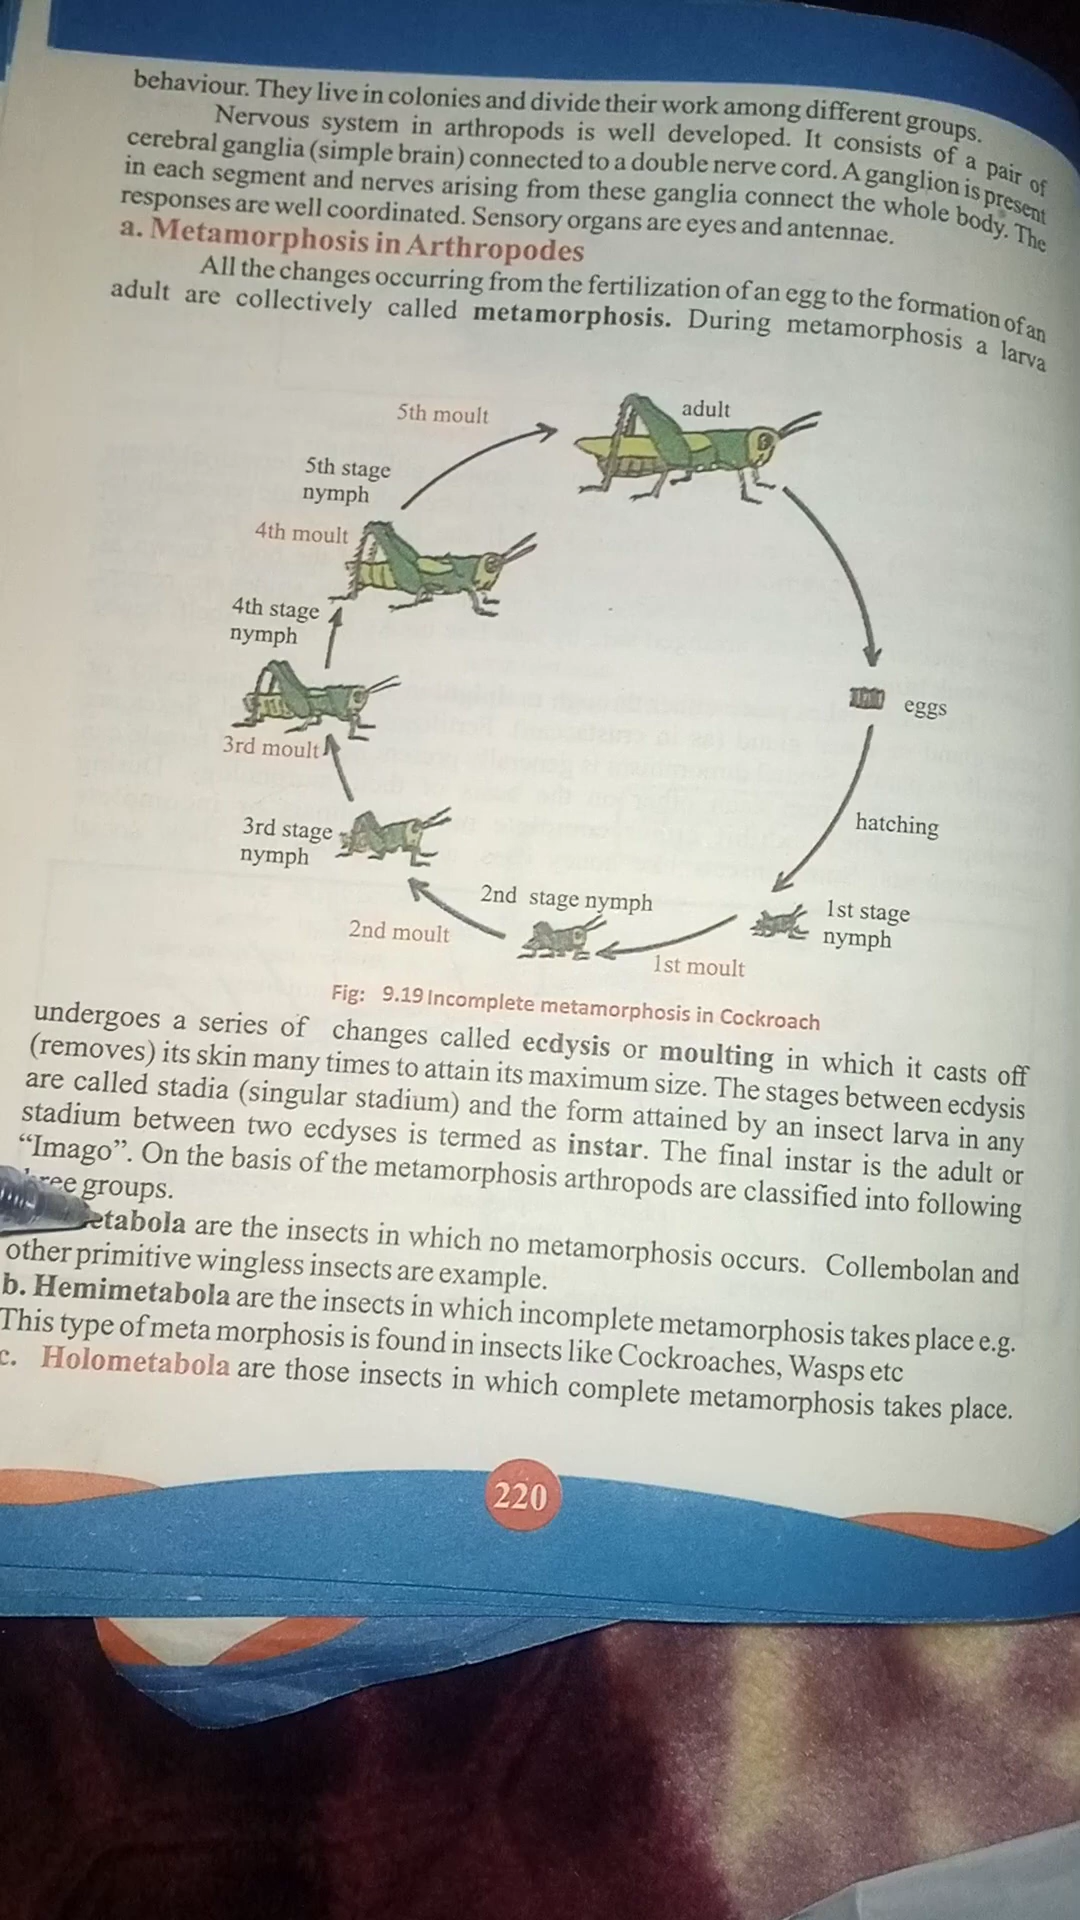 behaviour. They live in colonies and divide their work among different groups.
Nervous system in arthropods is well developed. It consists of a pair of
cerebral ganglia (simple brain) connected to a double nerve cord. A ganglion is present
in each segment and nerves arising from these ganglia connect the whole body. The
responses are well coordinated. Sensory organs are eyes and antennae.
a. Metamorphosis in Arthropodes
All the changes occurring from the fertilization of an egg to the formation of an
adult are collectively called metamorphosis. During metamorphosis a larva
5th moult
adult
5th stage
nymph
4th moult
4th stage
nymph
eggs
3rd moult
hatching
3rd stage
nymph
2nd stage nymph
1st stage
nymph
2nd moult
1st moult
Fig: 9.19 Incomplete metamorphosis in Cockroach
undergoes a series of changes called ecdysis or moulting in which it casts off
(removes) its skin many times to attain its maximum size. The stages between ecdysis
are called stadia (singular stadium) and the form attained by an insect larva in any
stadium between two ecdyses is termed as instar. The final instar is the adult or
“Imago”. On the basis of the metamorphosis arthropods are classified into following
groups.
are the insects in which no metamorphosis occurs. Collembolan and
other primitive wingless insects are example.
b. Hemimetabola are the insects in which incomplete metamorphosis takes place e.g.
This type of meta morphosis is found in insects like Cockroaches, Wasps etc
c. Holometabola are those insects in which complete metamorphosis takes place.
220